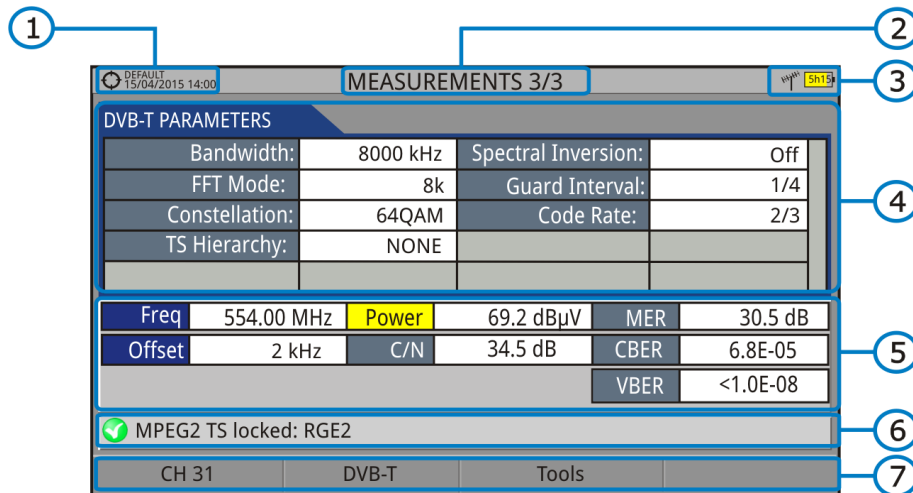 1
2
3
DEFAULT
15/04/2015 14:00
MEASUREMENTS 3/3
5h15
DVB-T PARAMETERS
Bandwidth: 8000 kHz Spectral Inversion: Off
FFT Mode: 8k Guard Interval: 1/4
Constellation: 64QAM Code Rate: 2/3
TS Hierarchy: NONE
4
Freq 554.00 MHz Power 69.2 dBµV MER 30.5 dB
Offset 2 kHz C/N 34.5 dB CBER 6.8E-05
VBER <1.0E-08
5
MPEG2 TS locked: RGE2
6
CH 31 DVB-T Tools
7